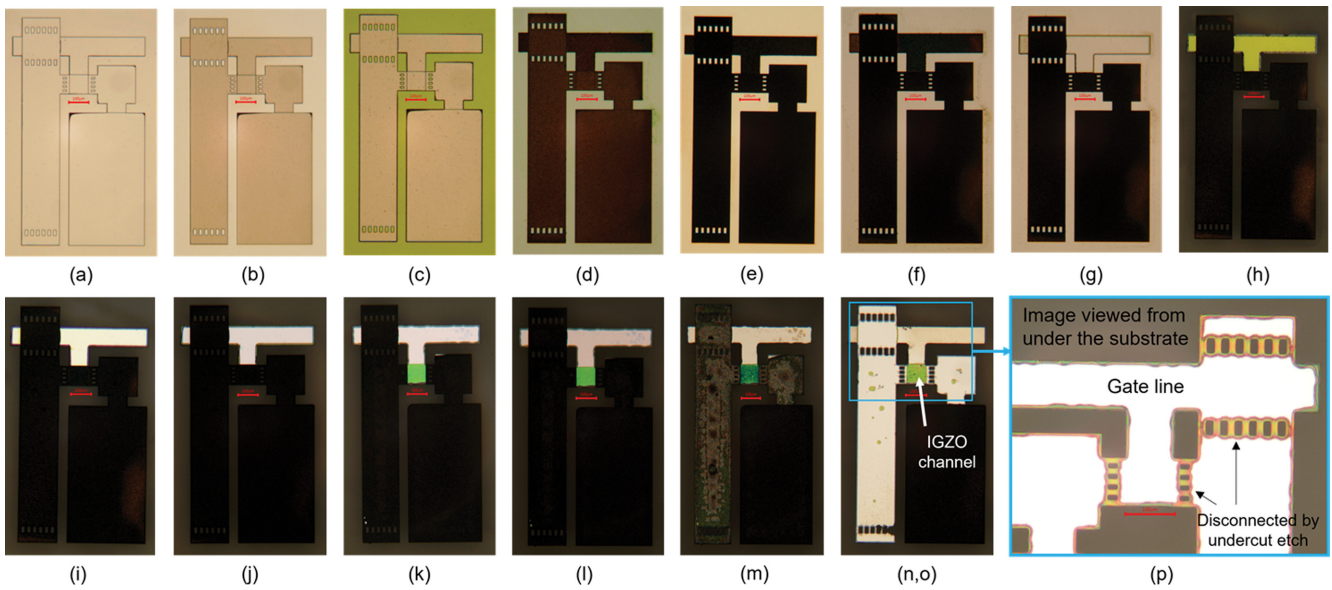 (a)
(b)
(c)
(d)
(e)
(f)
(g)
(h)
IGZO
channel
Image viewed from
under the substrate
Gate line
Disconnected by
undercut etch
(i)
(j)
(k)
(l)
(m)
(n,o)
(p)